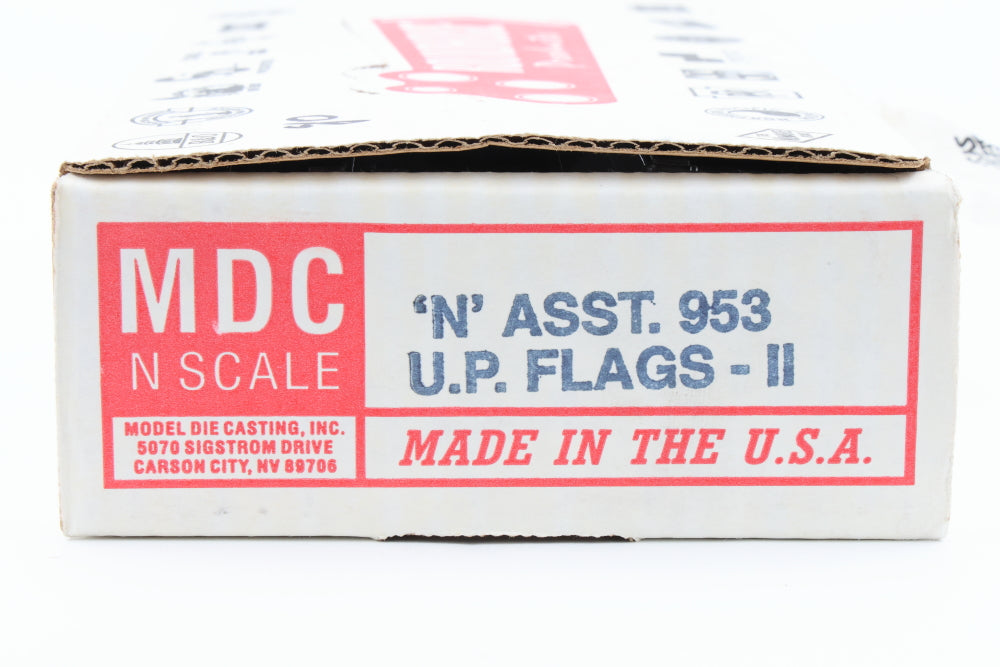 MDC
N SCALE
MODEL DIE CASTING, INC.
5070 SIGSTROM DRIVE
CARSON CITY, NV 89706
'N' ASST. 953
U.P. FLAGS - II
MADE IN THE U.S.A.